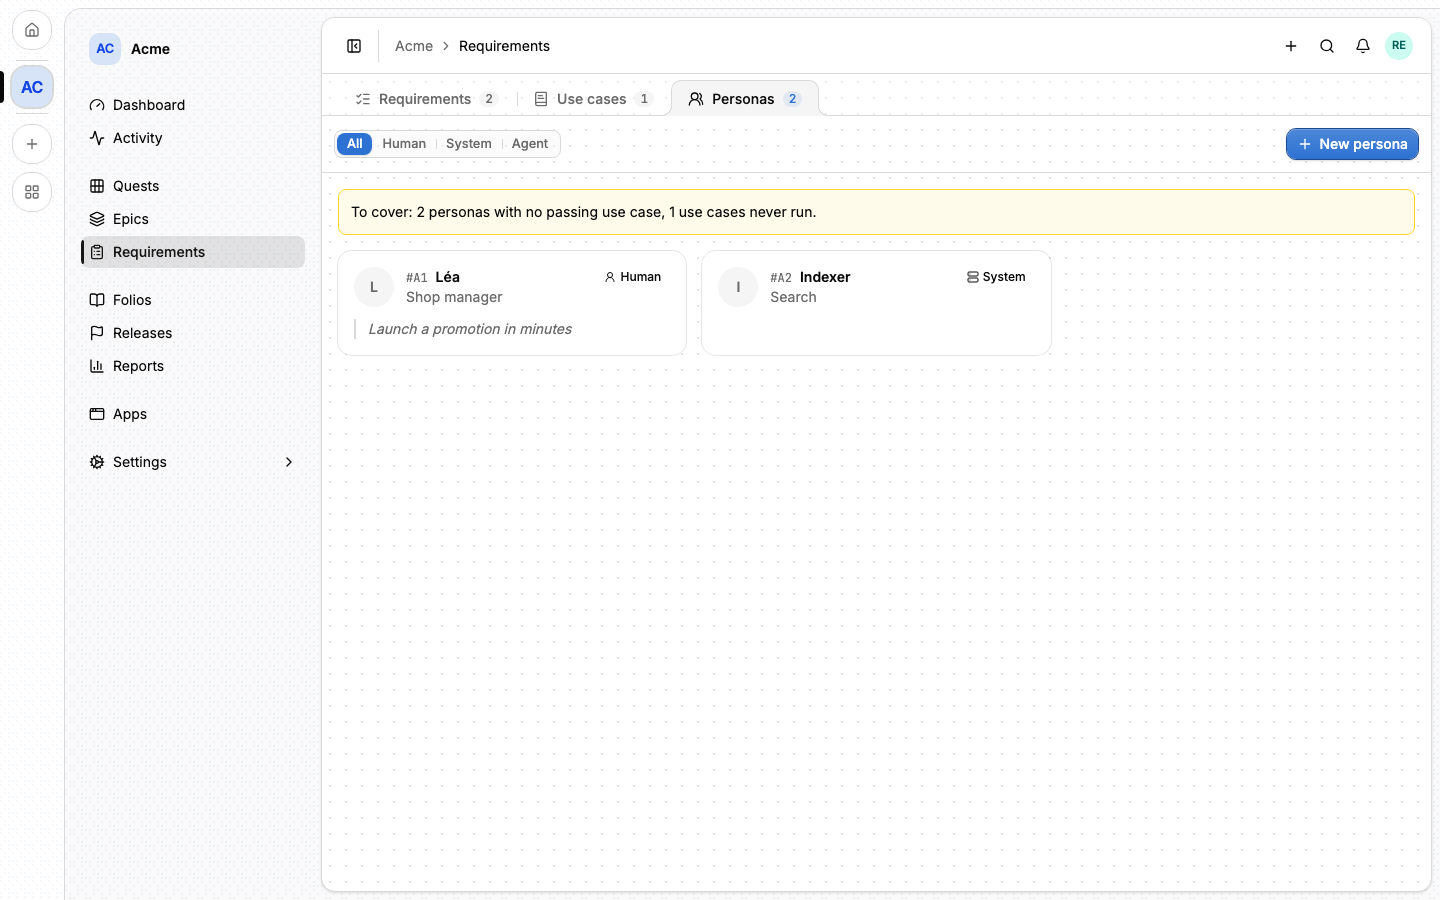 AC Acme
Acme > Requirements
RE
AC
Dashboard
Activity
Quests
Epics
Requirements
Folios
Releases
Reports
Apps
Settings
Requirements 2
Use cases 1
Personas 2
All Human System Agent
New persona
To cover: 2 personas with no passing use case, 1 use cases never run.
L
#A1 Léa
Human
Shop manager
Launch a promotion in minutes
I
#A2 Indexer
System
Search